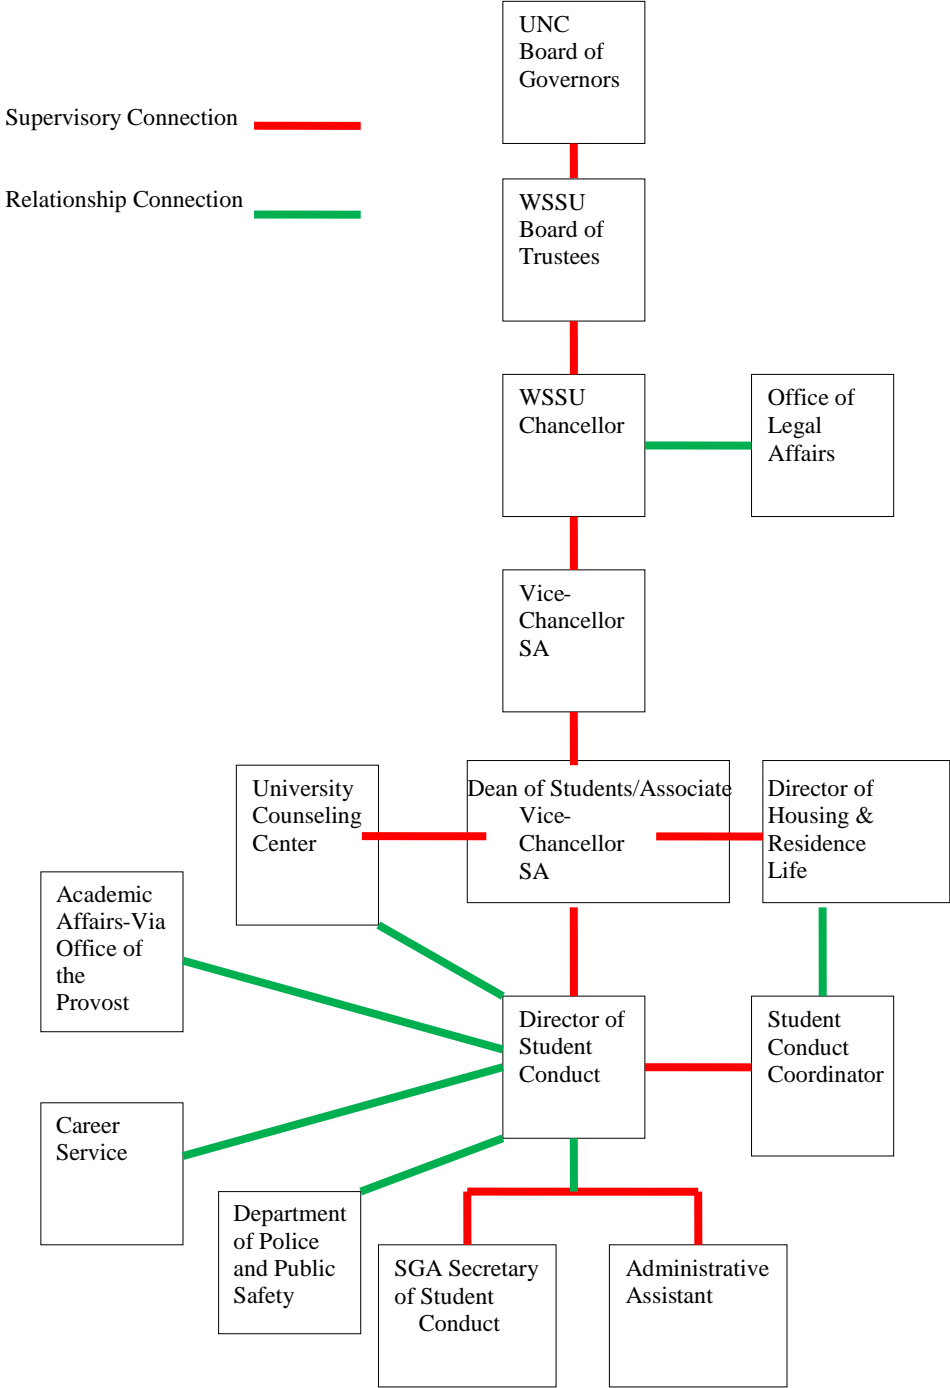 UNC
Board of
Governors
Supervisory Connection
Relationship Connection
WSSU
Board of
Trustees
WSSU
Chancellor
Office of
Legal
Affairs
Vice-
Chancellor
SA
University
Counseling
Center
Dean of Students/Associate
Vice-
Chancellor
SA
Director of
Housing &
Residence
Life
Academic
Affairs-Via
Office of
the
Provost
Director of
Student
Conduct
Student
Conduct
Coordinator
Career
Service
Department
of Police
and Public
Safety
SGA Secretary
of Student
Conduct
Administrative
Assistant